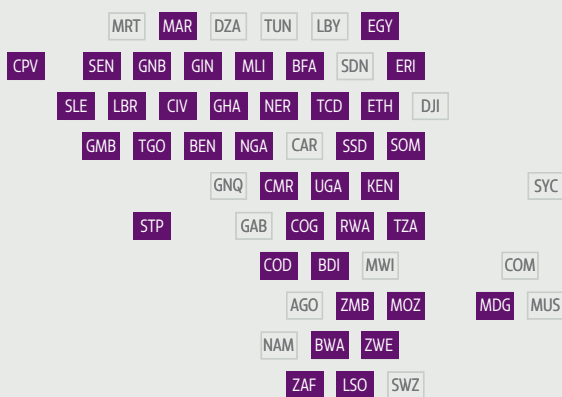 MRT MAR DZA TUN LBY EGY
CPV SEN GNB GIN MLI BFA SDN ERI
SLE LBR CIV GHA NER TCD ETH DJI
GMB TGO BEN NGA CAR SSD SOM
GNQ CMR UGA KEN SYC
STP GAB COG RWA TZA
COD BDI MWI COM
AGO ZMB MOZ MDG MUS
NAM BWA ZWE
ZAF LSO SWZ